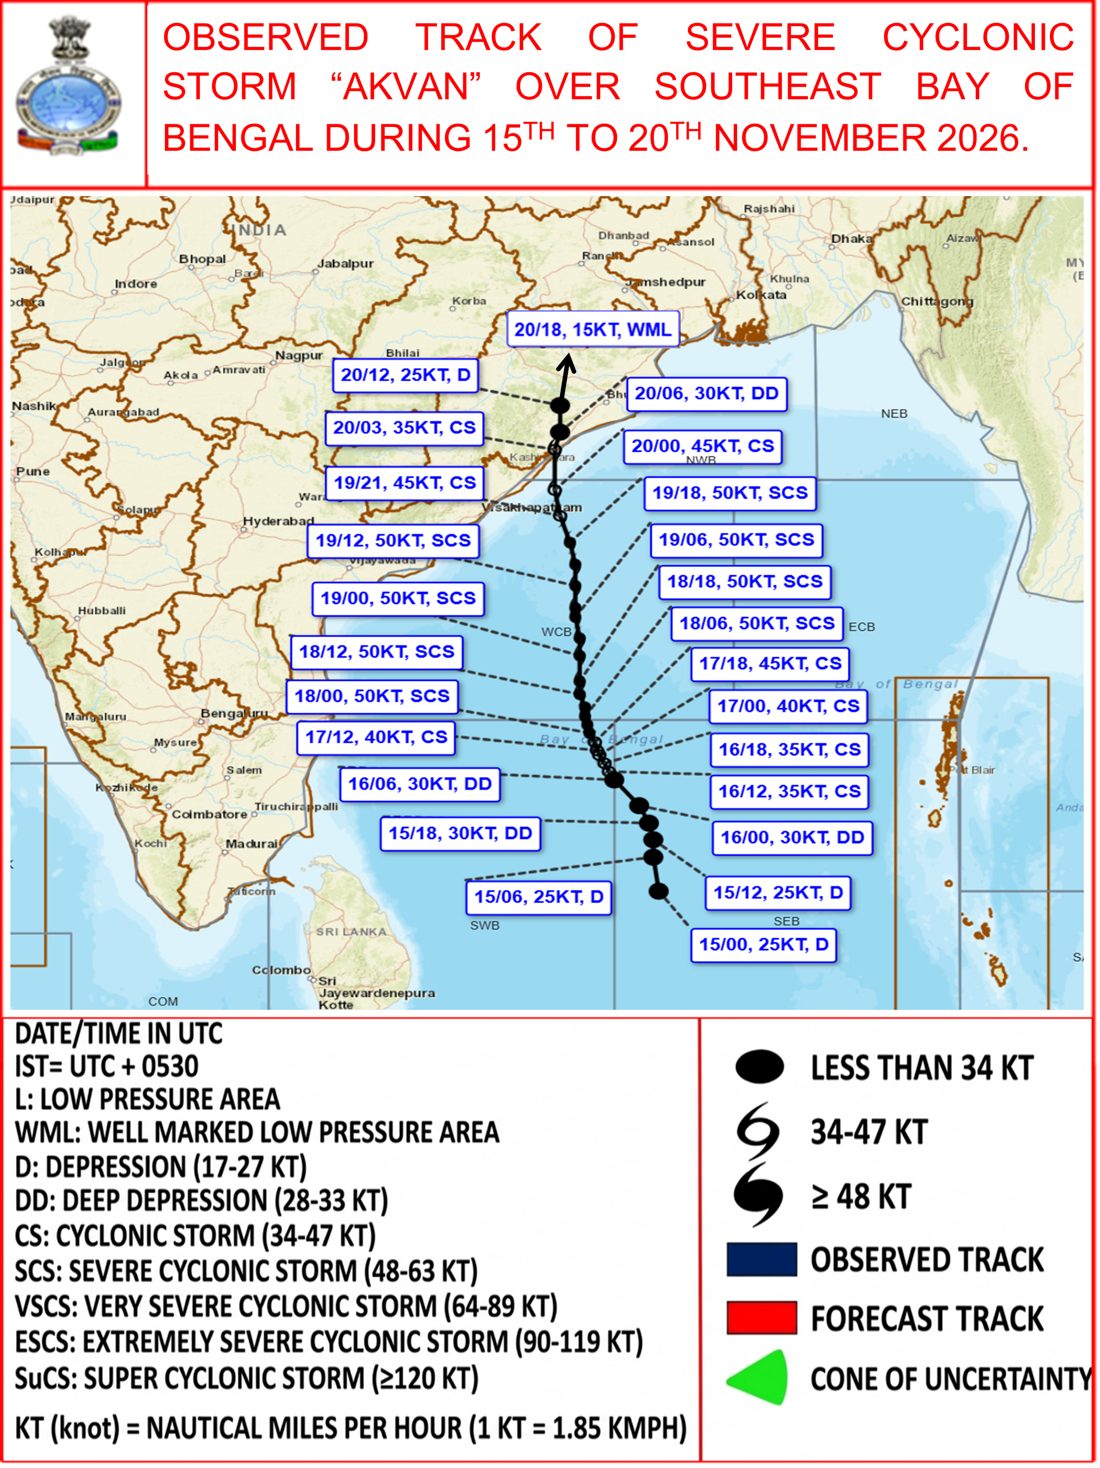 OBSERVED TRACK OF SEVERE CYCLONIC
STORM “AKVAN” OVER SOUTHEAST BAY OF
BENGAL DURING 15TH TO 20TH NOVEMBER 2026.
Jdaipur
INDIA
Bhopal
Jabalpur
Indore
Korba
Ranchi
Dhanbad
Asansol
Jamshedpur
Rajshahi
Dhaka
Khulna
Kolkata
Aizaw
Chittagong
20/18, 15KT, WML
Nagpur
Bhilai
Akola
Amravati
20/12, 25KT, D
20/06, 30KT, DD
Nashik
Aurangabad
NEB
20/03, 35KT, CS
20/00, 45KT, CS
NWB
Pune
19/21, 45KT, CS
19/18, 50KT, SCS
Visakhapatnam
Solapur
Hyderabad
19/12, 50KT, SCS
19/06, 50KT, SCS
Kolhapur
Vijayawada
18/18, 50KT, SCS
19/00, 50KT, SCS
Hubballi
18/06, 50KT, SCS
WCB
ECB
18/12, 50KT, SCS
17/18, 45KT, CS
Bay of Bengal
18/00, 50KT, SCS
17/00, 40KT, CS
Mangaluru
Bengaluru
17/12, 40KT, CS
Bay of Bengal
16/18, 35KT, CS
Mysuru
Salem
Kozhikode
16/06, 30KT, DD
16/12, 35KT, CS
Coimbatore
Tiruchirappalli
Anda
15/18, 30KT, DD
16/00, 30KT, DD
Kochi
Madurai
Tuticorin
15/06, 25KT, D
15/12, 25KT, D
SWB
SEB
SRI LANKA
15/00, 25KT, D
Colombo
Sri
Jayewardenepura
Kotte
COM
DATE/TIME IN UTC
IST= UTC + 0530
L: LOW PRESSURE AREA
WML: WELL MARKED LOW PRESSURE AREA
D: DEPRESSION (17-27 KT)
DD: DEEP DEPRESSION (28-33 KT)
CS: CYCLONIC STORM (34-47 KT)
SCS: SEVERE CYCLONIC STORM (48-63 KT)
VSCS: VERY SEVERE CYCLONIC STORM (64-89 KT)
ESCS: EXTREMELY SEVERE CYCLONIC STORM (90-119 KT)
SuCS: SUPER CYCLONIC STORM (≥120 KT)
KT (knot) = NAUTICAL MILES PER HOUR (1 KT = 1.85 KMPH)
LESS THAN 34 KT
34-47 KT
≥ 48 KT
OBSERVED TRACK
FORECAST TRACK
CONE OF UNCERTAINTY